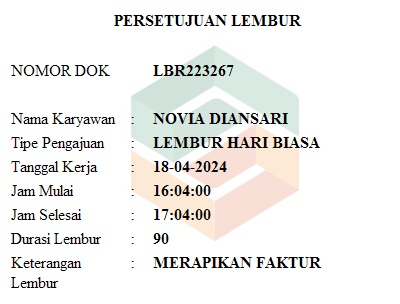 PERSETUJUAN LEMBUR
NOMOR DOK LBR223267
Nama Karyawan : NOVIA DIANSARI
Tipe Pengajuan : LEMBUR HARI BIASA
Tanggal Kerja : 18-04-2024
Jam Mulai : 16:04:00
Jam Selesai : 17:04:00
Durasi Lembur : 90
Keterangan : MERAPIKAN FAKTUR
Lembur